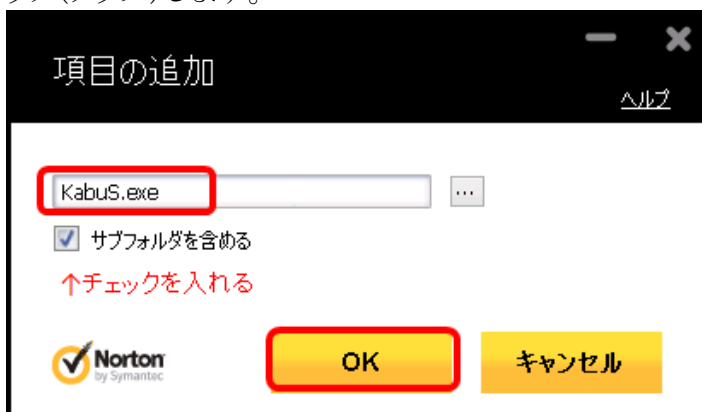 項目の追加
ヘルプ
KabuS.exe
...
サブフォルダを含める
↑チェックを入れる
Norton
by Symantec
OK
キャンセル